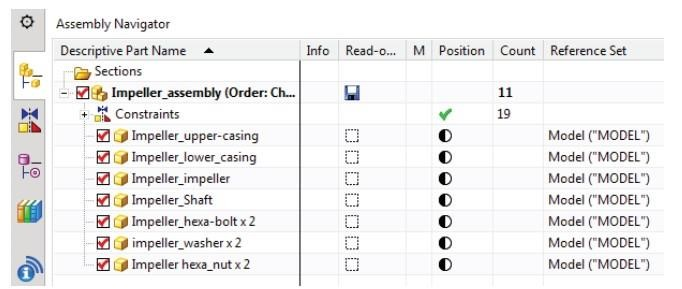 Assembly Navigator
Descriptive Part Name Info Read-o... M Position Count Reference Set
Sections
Impeller_assembly (Order: Ch... 11
Constraints 19
Impeller_upper-casing Model ("MODEL")
Impeller_lower_casing Model ("MODEL")
Impeller_impeller Model ("MODEL")
Impeller_Shaft Model ("MODEL")
Impeller_hexa-bolt x 2 Model ("MODEL")
impeller_washer x 2 Model ("MODEL")
Impeller hexa_nut x 2 Model ("MODEL")